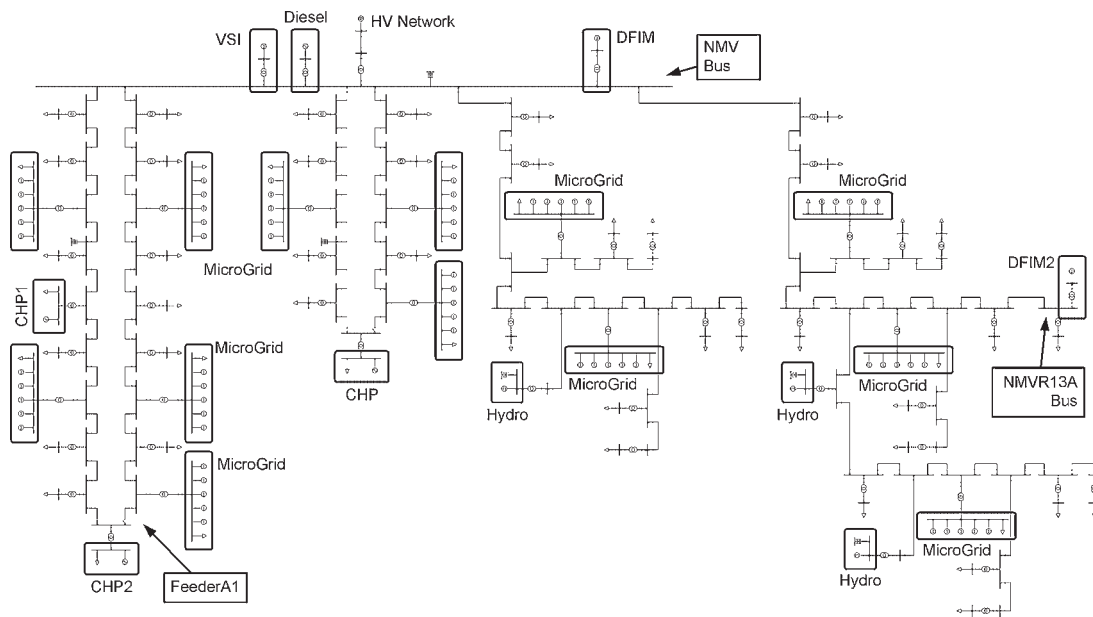 Diesel
HV Network
VSI
DFIM
NMV
Bus
MicroGrid
MicroGrid
MicroGrid
DFIM2
CHP1
MicroGrid
CHP
MicroGrid
MicroGrid
NMVR13A
Bus
Hydro
Hydro
MicroGrid
MicroGrid
Hydro
CHP2
FeederA1